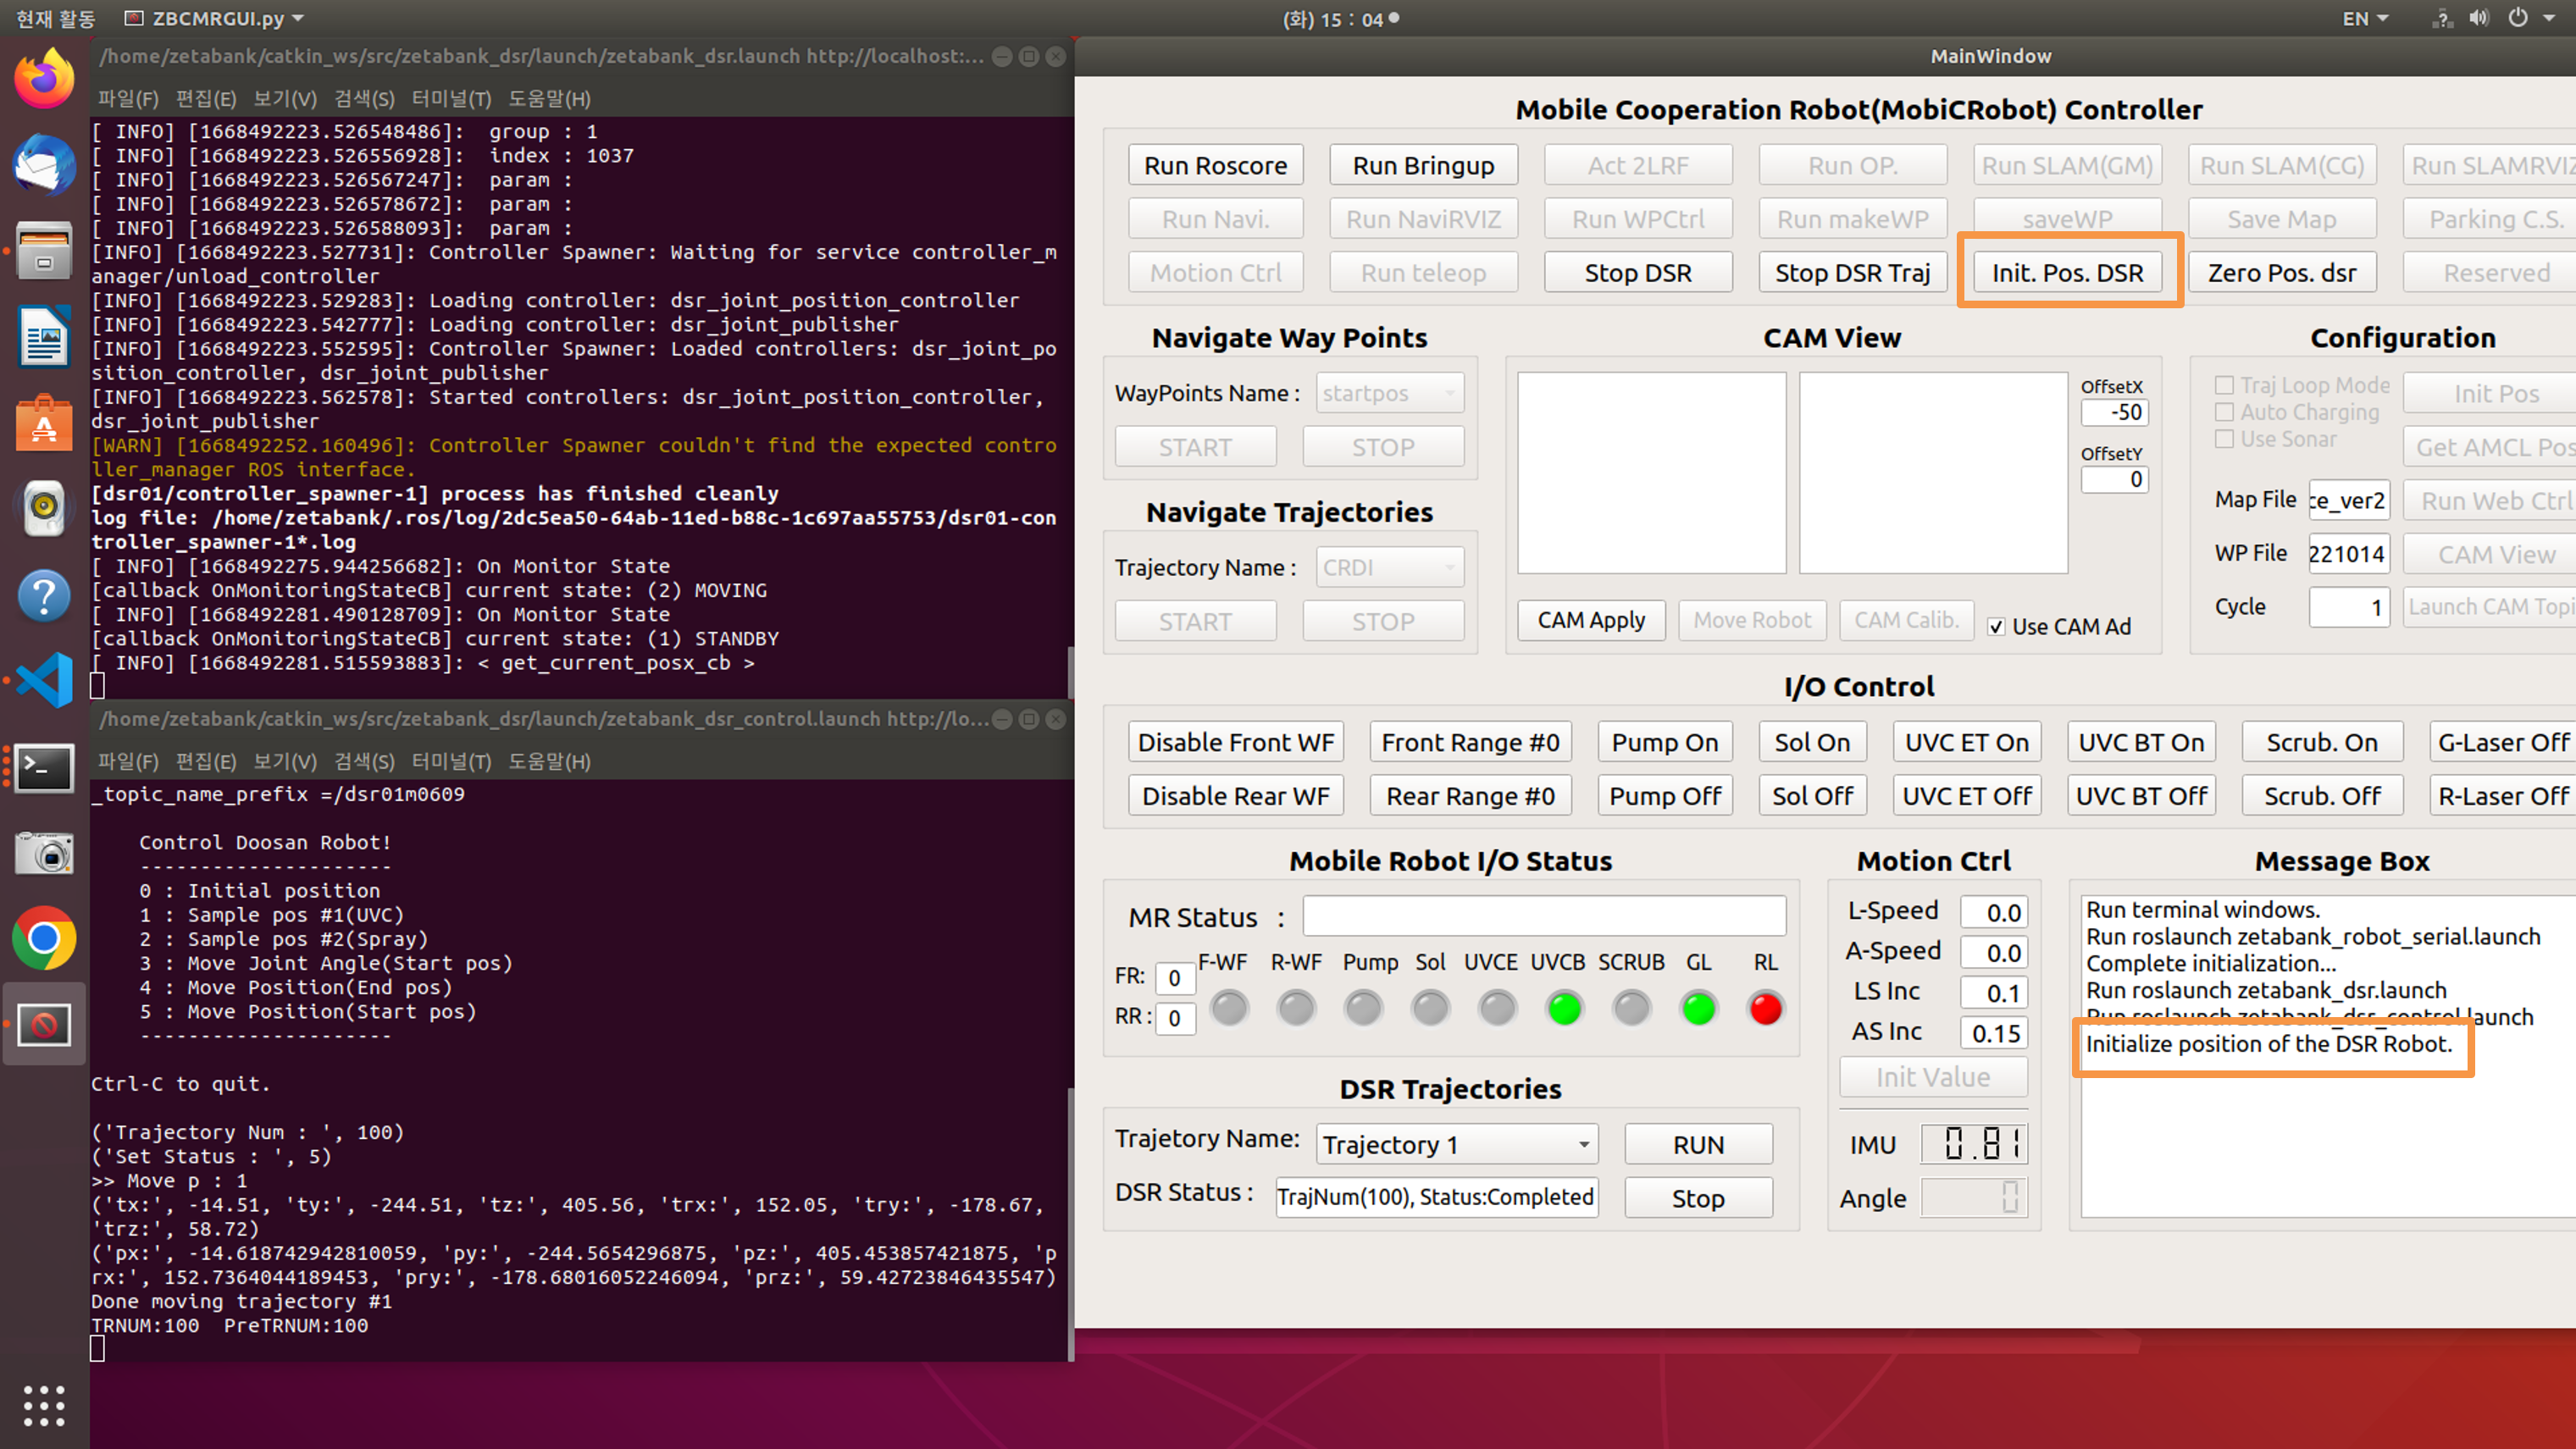 현재 활동
ZBCMRGUI.py
(화) 15 : 04
EN
/home/zetabank/catkin_ws/src/zetabank_dsr/launch/zetabank_dsr.launch http://localhost:...
파일(F) 편집(E) 보기(V) 검색(S) 터미널(T) 도움말(H)
[ INFO] [1668492223.526548486]:  group : 1
[ INFO] [1668492223.526556928]:  index : 1037
[ INFO] [1668492223.526567247]:  param :
[ INFO] [1668492223.526578672]:  param :
[ INFO] [1668492223.526588093]:  param :
[INFO] [1668492223.527731]: Controller Spawner: Waiting for service controller_m
anager/unload_controller
[INFO] [1668492223.529283]: Loading controller: dsr_joint_position_controller
[INFO] [1668492223.542777]: Loading controller: dsr_joint_publisher
[INFO] [1668492223.552595]: Controller Spawner: Loaded controllers: dsr_joint_po
sition_controller, dsr_joint_publisher
[INFO] [1668492223.562578]: Started controllers: dsr_joint_position_controller,
dsr_joint_publisher
[WARN] [1668492252.160496]: Controller Spawner couldn't find the expected contro
ller_manager ROS interface.
[dsr01/controller_spawner-1] process has finished cleanly
log file: /home/zetabank/.ros/log/2dc5ea50-64ab-11ed-b88c-1c697aa55753/dsr01-con
troller_spawner-1*.log
[ INFO] [1668492275.944256682]: On Monitor State
[callback OnMonitoringStateCB] current state: (2) MOVING
[ INFO] [1668492281.490128709]: On Monitor State
[callback OnMonitoringStateCB] current state: (1) STANDBY
[ INFO] [1668492281.515593883]: < get_current_posx_cb >
/home/zetabank/catkin_ws/src/zetabank_dsr/launch/zetabank_dsr_control.launch http://lo...
파일(F) 편집(E) 보기(V) 검색(S) 터미널(T) 도움말(H)
_topic_name_prefix =/dsr01m0609
Control Doosan Robot!
---------------------
0 : Initial position
1 : Sample pos #1(UVC)
2 : Sample pos #2(Spray)
3 : Move Joint Angle(Start pos)
4 : Move Position(End pos)
5 : Move Position(Start pos)
---------------------
Ctrl-C to quit.
('Trajectory Num : ', 100)
('Set Status : ', 5)
>> Move p : 1
('tx:', -14.51, 'ty:', -244.51, 'tz:', 405.56, 'trx:', 152.05, 'try:', -178.67,
'trz:', 58.72)
('px:', -14.618742942810059, 'py:', -244.5654296875, 'pz:', 405.453857421875, 'p
rx:', 152.7364044189453, 'pry:', -178.68016052246094, 'prz:', 59.42723846435547)
Done moving trajectory #1
TRNUM:100  PreTRNUM:100
MainWindow
Mobile Cooperation Robot(MobiCRobot) Controller
Run Roscore Run Bringup Act 2LRF Run OP. Run SLAM(GM) Run SLAM(CG) Run SLAMRVIZ
Run Navi. Run NaviRVIZ Run WPCtrl Run makeWP saveWP Save Map Parking C.S.
Motion Ctrl Run teleop Stop DSR Stop DSR Traj Init. Pos. DSR Zero Pos. dsr Reserved
Navigate Way Points
WayPoints Name : startpos
START STOP
Navigate Trajectories
Trajectory Name : CRDI
START STOP
CAM View
OffsetX
-50
OffsetY
0
CAM Apply Move Robot CAM Calib. Use CAM Ad
Configuration
Traj Loop Mode Init Pos
Auto Charging
Use Sonar Get AMCL Pos
Map File ce_ver2 Run Web Ctrl
WP File 221014 CAM View
Cycle 1 Launch CAM Topi
I/O Control
Disable Front WF Front Range #0 Pump On Sol On UVC ET On UVC BT On Scrub. On G-Laser Off
Disable Rear WF Rear Range #0 Pump Off Sol Off UVC ET Off UVC BT Off Scrub. Off R-Laser Off
Mobile Robot I/O Status
MR Status :
F-WF R-WF Pump Sol UVCE UVCB SCRUB GL RL
FR: 0
RR : 0
DSR Trajectories
Trajetory Name: Trajectory 1 RUN
DSR Status : TrajNum(100), Status:Completed Stop
Motion Ctrl
L-Speed 0.0
A-Speed 0.0
LS Inc 0.1
AS Inc 0.15
Init Value
IMU 0.81
Angle 0
Message Box
Run terminal windows.
Run roslaunch zetabank_robot_serial.launch
Complete initialization...
Run roslaunch zetabank_dsr.launch
Run roslaunch zetabank_dsr_control.launch
Initialize position of the DSR Robot.